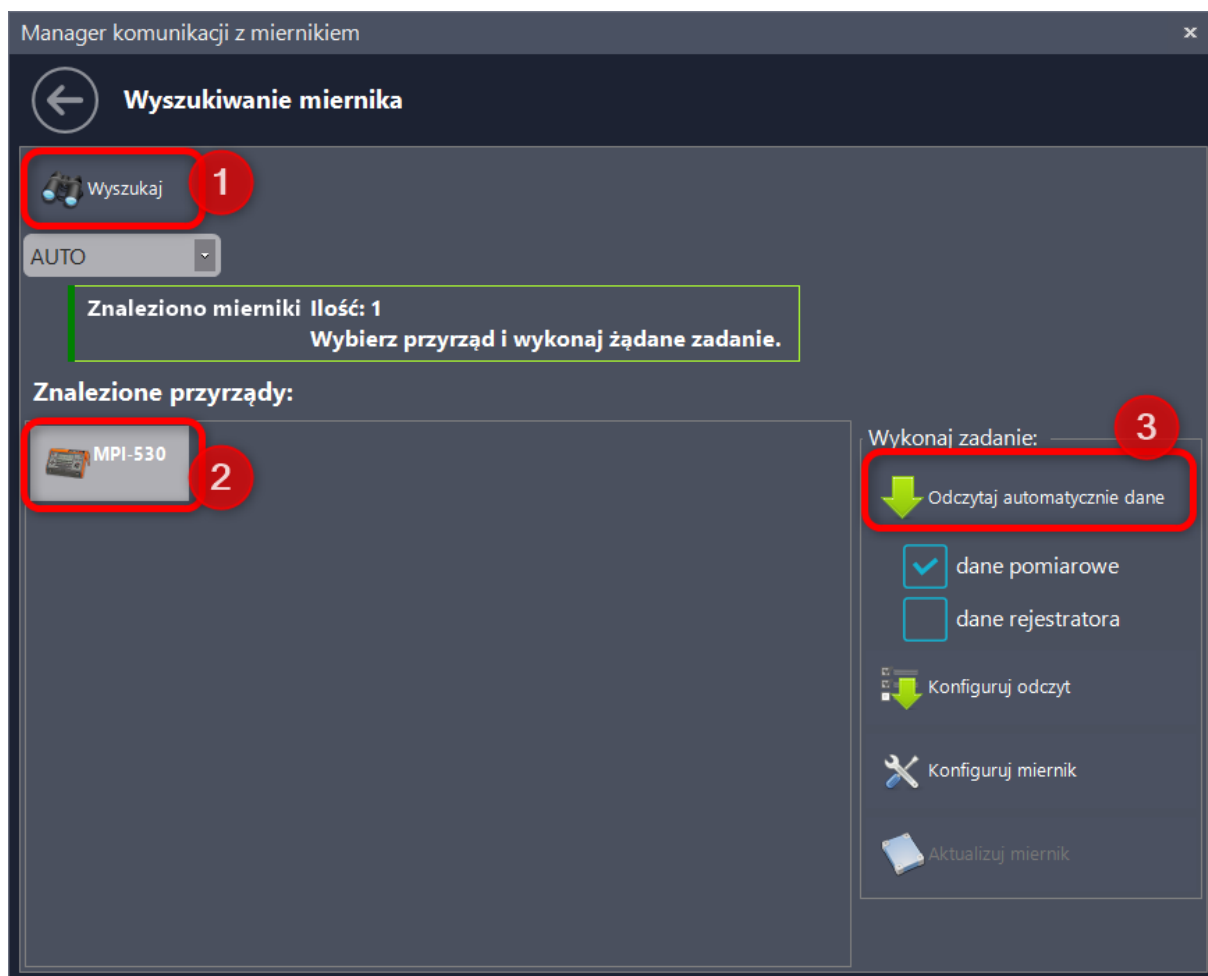 Manager komunikacji z miernikiem
x
Wyszukiwanie miernika
Wyszukaj
1
AUTO
Znaleziono mierniki Ilość: 1
Wybierz przyrząd i wykonaj żądane zadanie.
Znalezione przyrządy:
MPI-530
2
Wykonaj zadanie:
3
Odczytaj automatycznie dane
dane pomiarowe
dane rejestratora
Konfiguruj odczyt
Konfiguruj miernik
Aktualizuj miernik